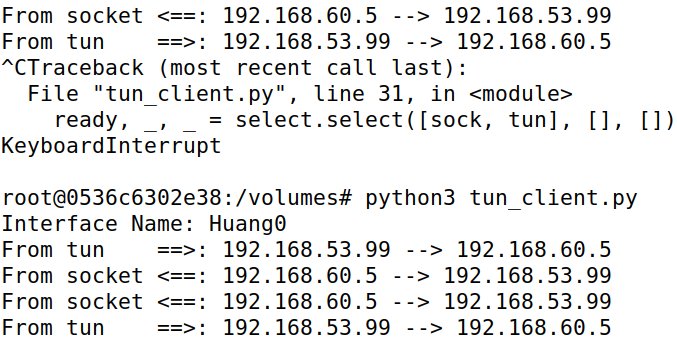 From socket <==: 192.168.60.5 --> 192.168.53.99
From tun    ==>: 192.168.53.99 --> 192.168.60.5
^CTraceback (most recent call last):
  File "tun_client.py", line 31, in <module>
    ready, _, _ = select.select([sock, tun], [], [])
KeyboardInterrupt

root@0536c6302e38:/volumes# python3 tun_client.py
Interface Name: Huang0
From tun    ==>: 192.168.53.99 --> 192.168.60.5
From socket <==: 192.168.60.5 --> 192.168.53.99
From socket <==: 192.168.60.5 --> 192.168.53.99
From tun    ==>: 192.168.53.99 --> 192.168.60.5